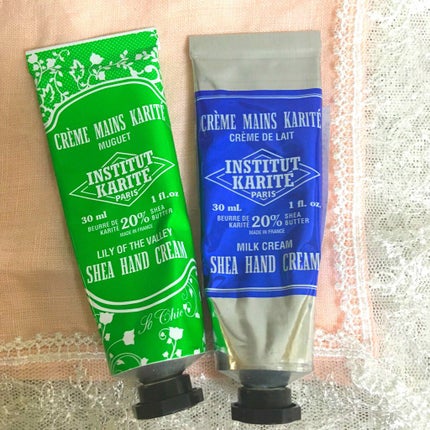 CRÈME MAINS KARITÉ
MUGUET
INSTITUT
KARITÉ
PARIS
30 ml 1 fl.oz.
BEURRE DE KARITÉ 20% SHEA BUTTER
MADE IN FRANCE
LILY OF THE VALLEY
SHEA HAND CREAM
So Chic
CRÈME MAINS KARITÉ
CRÈME DE LAIT
INSTITUT
KARITÉ
PARIS
30 ml 1 fl.oz.
BEURRE DE KARITÉ 20% SHEA BUTTER
MADE IN FRANCE
MILK CREAM
SHEA HAND CREAM